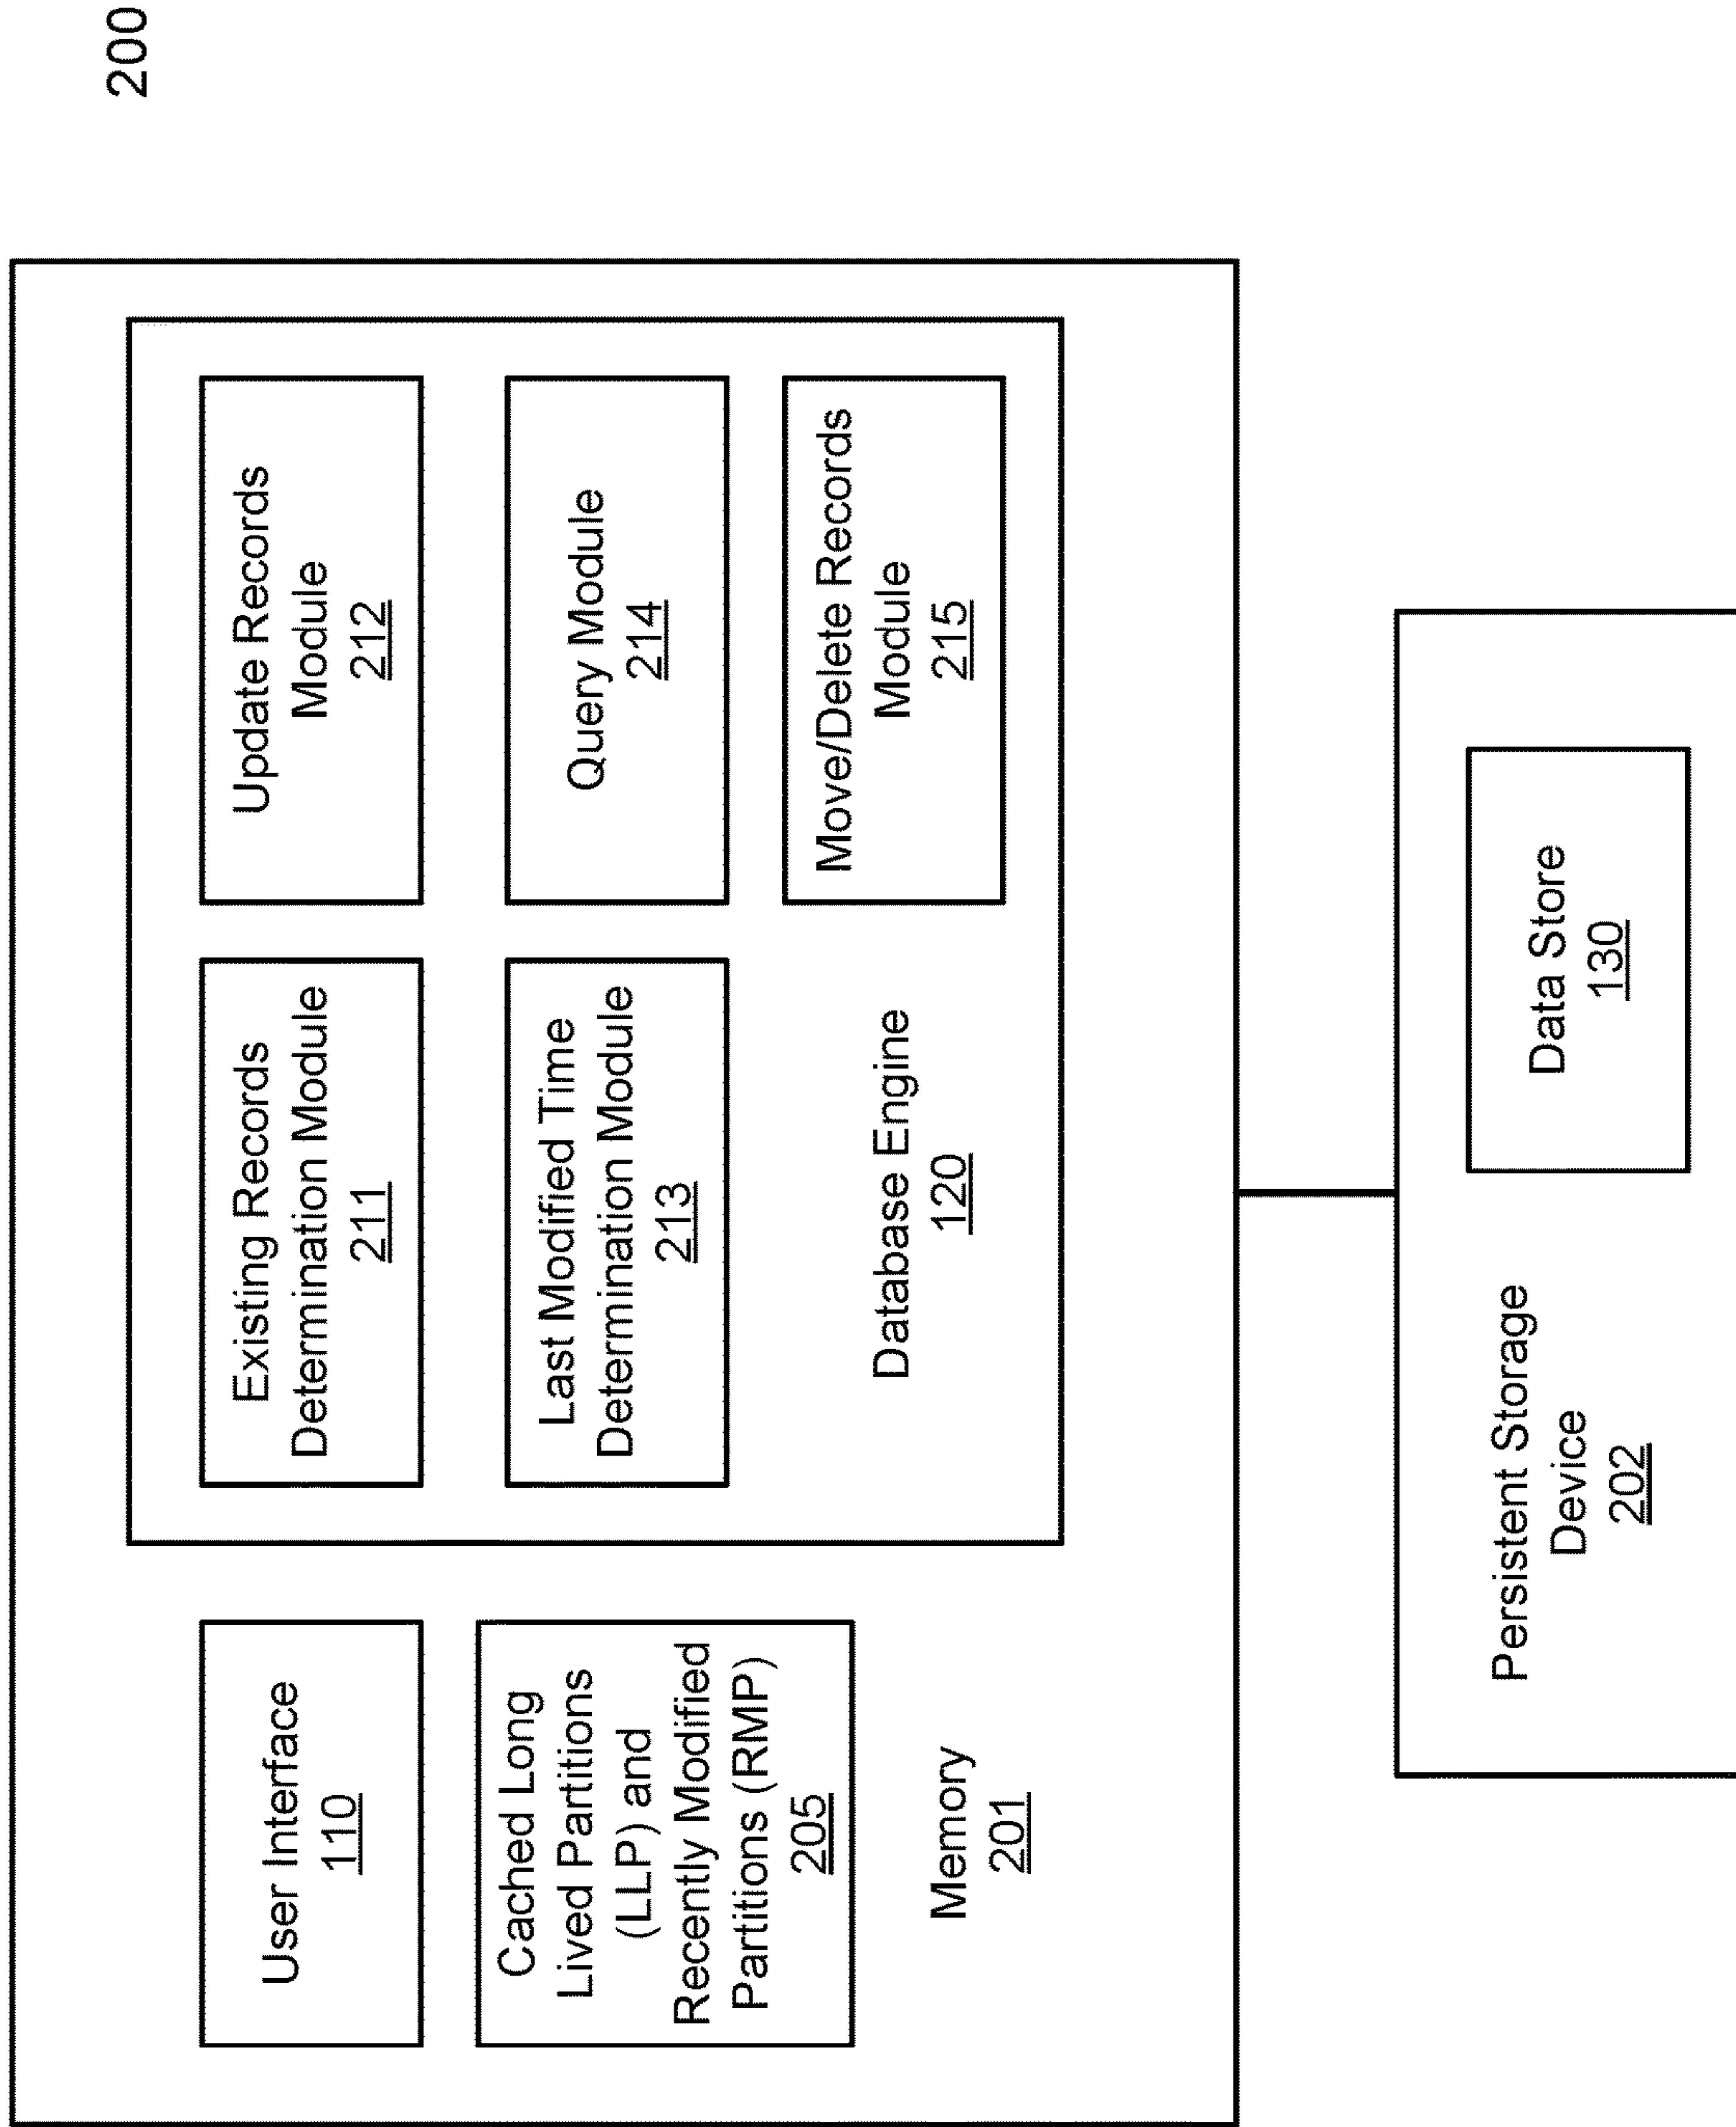 200
User Interface
110
Cached Long
Lived Partitions
(LLP) and
Recently Modified
Partitions (RMP)
205
Memory
201
Existing Records
Determination Module
211
Update Records
Module
212
Last Modified Time
Determination Module
213
Query Module
214
Move/Delete Records
Module
215
Database Engine
120
Persistent Storage
Device
202
Data Store
130